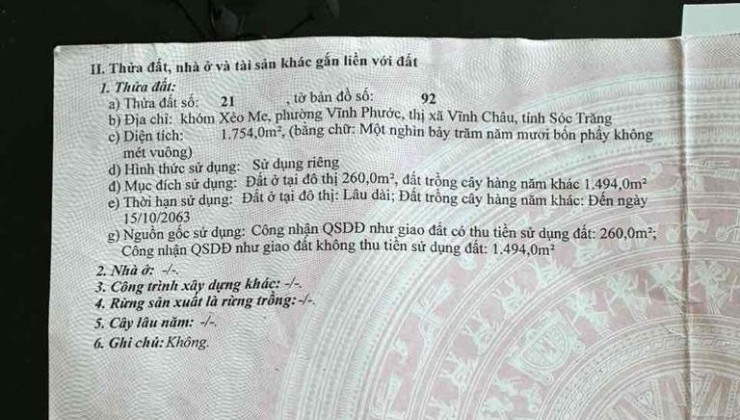 II. Thửa đất, nhà ở và tài sản khác gắn liền với đất
1. Thửa đất:
a) Thửa đất số: 21 , tờ bản đồ số: 92
b) Địa chỉ: khóm Xẻo Me, phường Vĩnh Phước, thị xã Vĩnh Châu, tỉnh Sóc Trăng
c) Diện tích: 1.754,0m², (bằng chữ: Một nghìn bảy trăm năm mươi bốn phẩy không
mét vuông)
d) Hình thức sử dụng: Sử dụng riêng
đ) Mục đích sử dụng: Đất ở tại đô thị 260,0m², đất trồng cây hàng năm khác 1.494,0m²
e) Thời hạn sử dụng: Đất ở tại đô thị: Lâu dài; Đất trồng cây hàng năm khác: Đến ngày
15/10/2063
g) Nguồn gốc sử dụng: Công nhận QSDĐ như giao đất có thu tiền sử dụng đất: 260,0m²;
Công nhận QSDĐ như giao đất không thu tiền sử dụng đất: 1.494,0m²
2. Nhà ở: -/-.
3. Công trình xây dựng khác: -/-.
4. Rừng sản xuất là rừng trồng: -/-.
5. Cây lâu năm: -/-.
6. Ghi chú: Không.